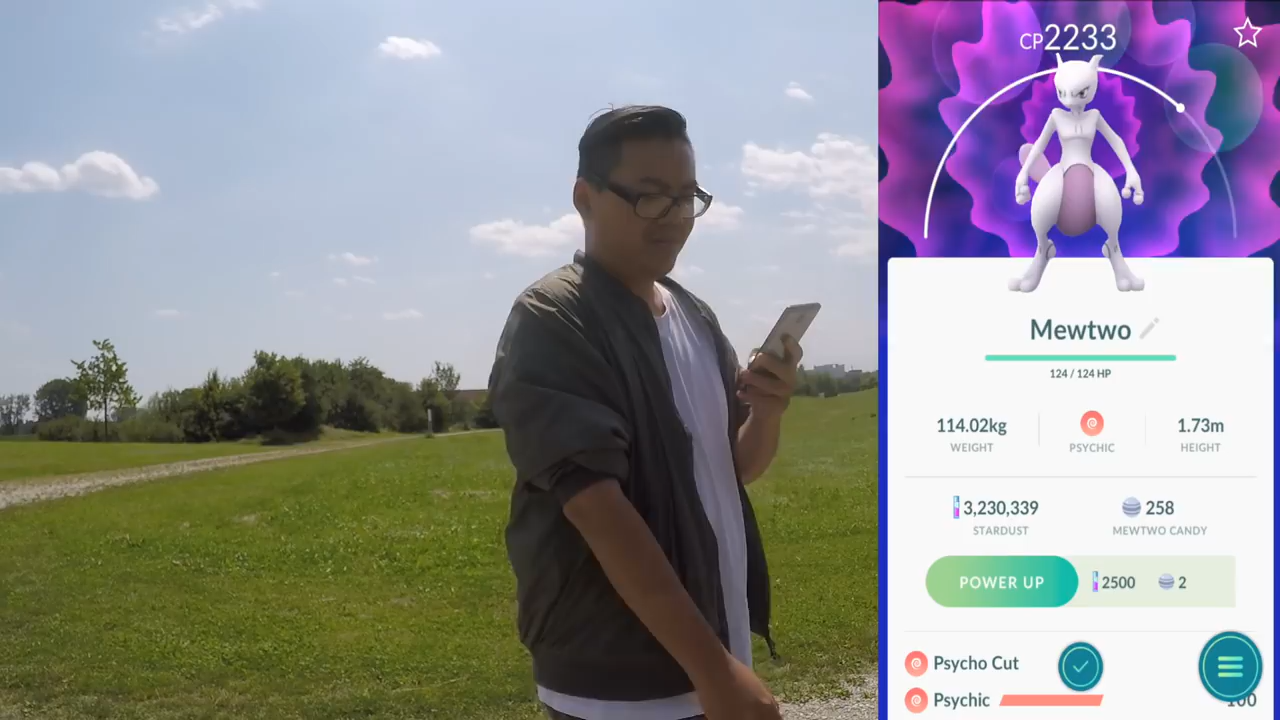 CP2233
Mewtwo
124 / 124 HP
114.02kg
WEIGHT
PSYCHIC
1.73m
HEIGHT
3,230,339
STARDUST
258
MEWTWO CANDY
POWER UP
2500
2
Psycho Cut
Psychic
100